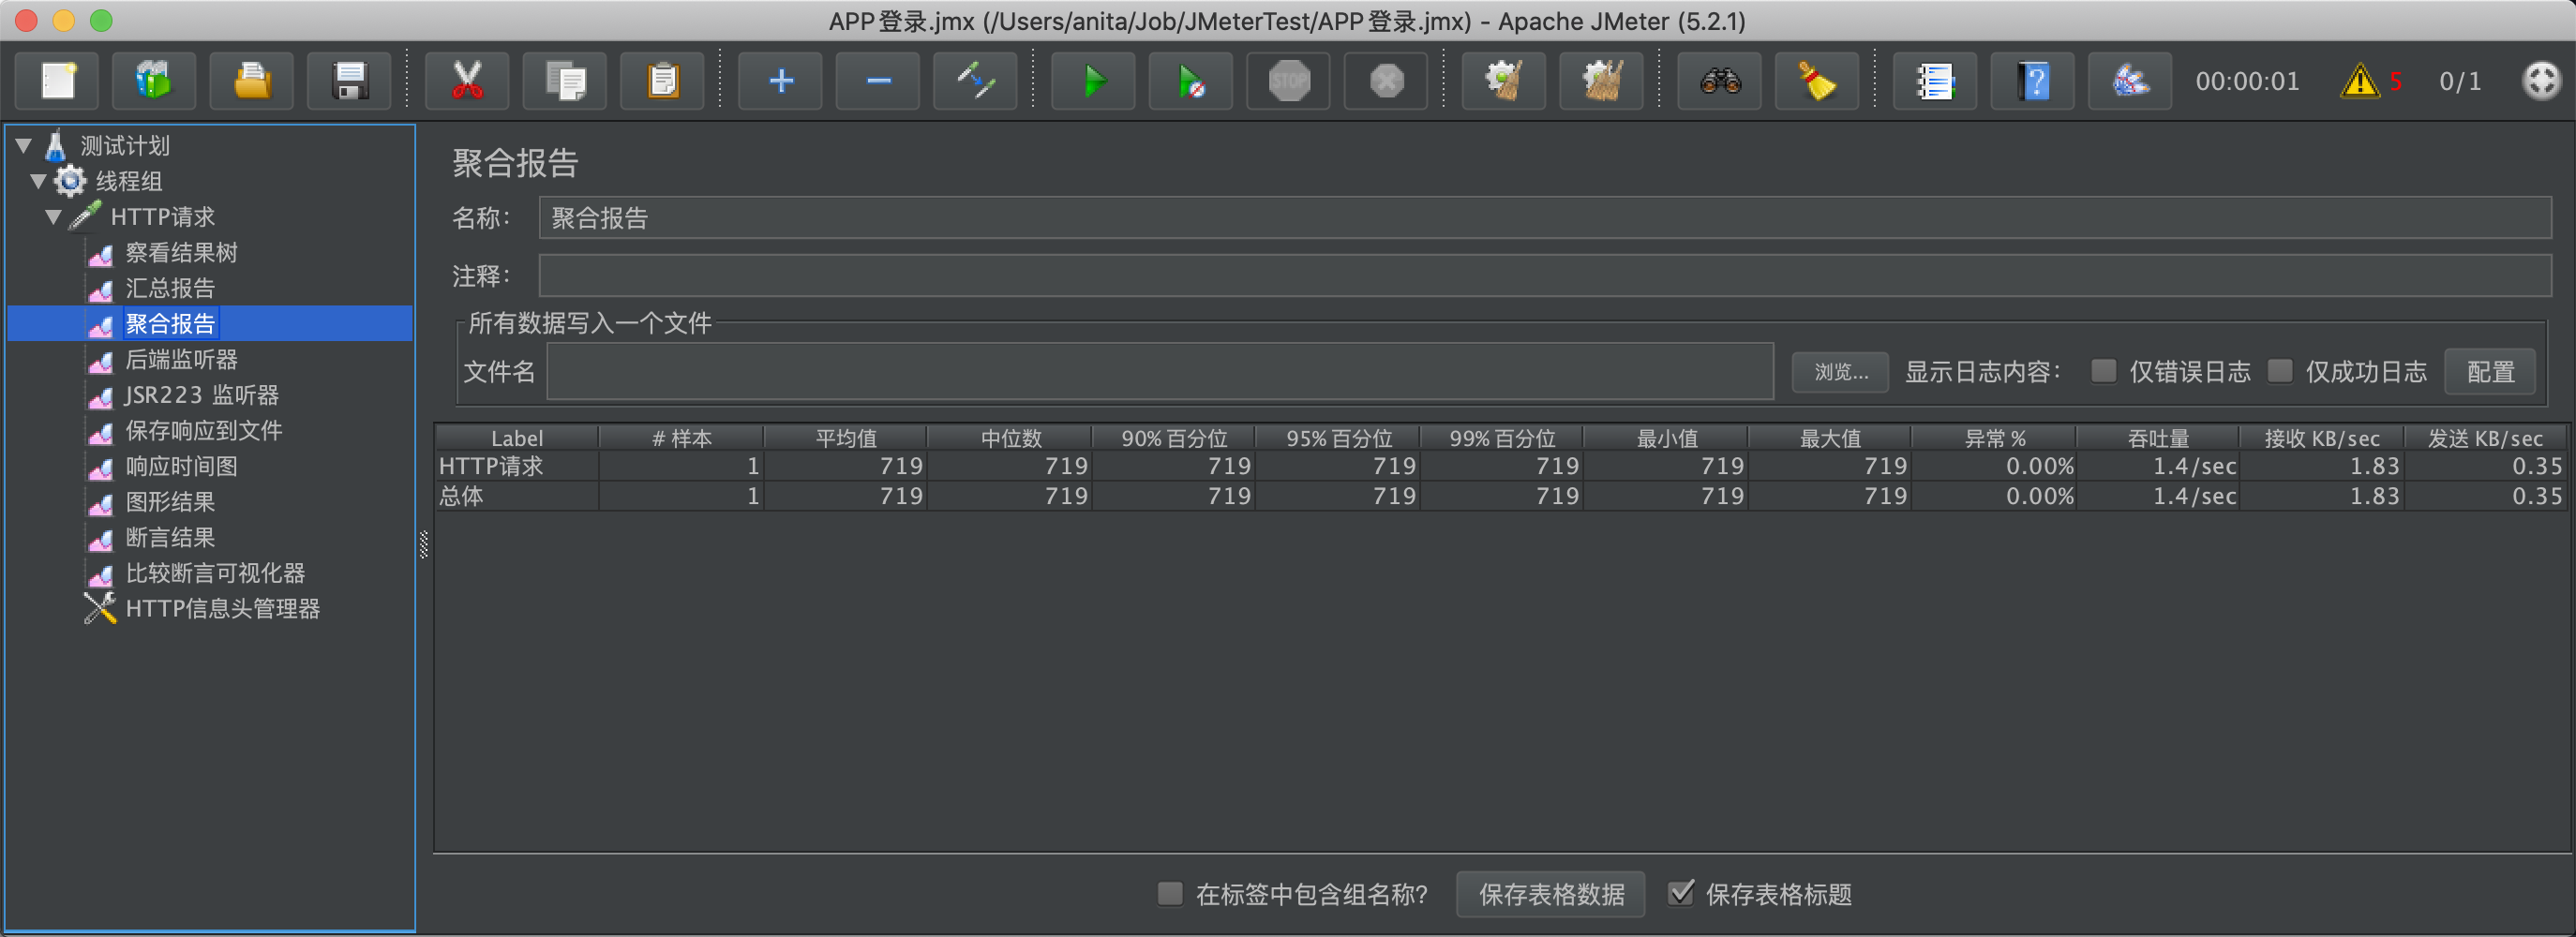 APP登录.jmx (/Users/anita/Job/JMeterTest/APP登录.jmx) - Apache JMeter (5.2.1)
STOP
00:00:01 5 0/1
测试计划
线程组
HTTP请求
察看结果树
汇总报告
聚合报告
后端监听器
JSR223 监听器
保存响应到文件
响应时间图
图形结果
断言结果
比较断言可视化器
HTTP信息头管理器
聚合报告
名称： 聚合报告
注释：
所有数据写入一个文件
文件名 浏览... 显示日志内容： 仅错误日志 仅成功日志 配置
Label # 样本 平均值 中位数 90% 百分位 95% 百分位 99% 百分位 最小值 最大值 异常 % 吞吐量 接收 KB/sec 发送 KB/sec
HTTP请求 1 719 719 719 719 719 719 719 0.00% 1.4/sec 1.83 0.35
总体 1 719 719 719 719 719 719 719 0.00% 1.4/sec 1.83 0.35
在标签中包含组名称? 保存表格数据 保存表格标题